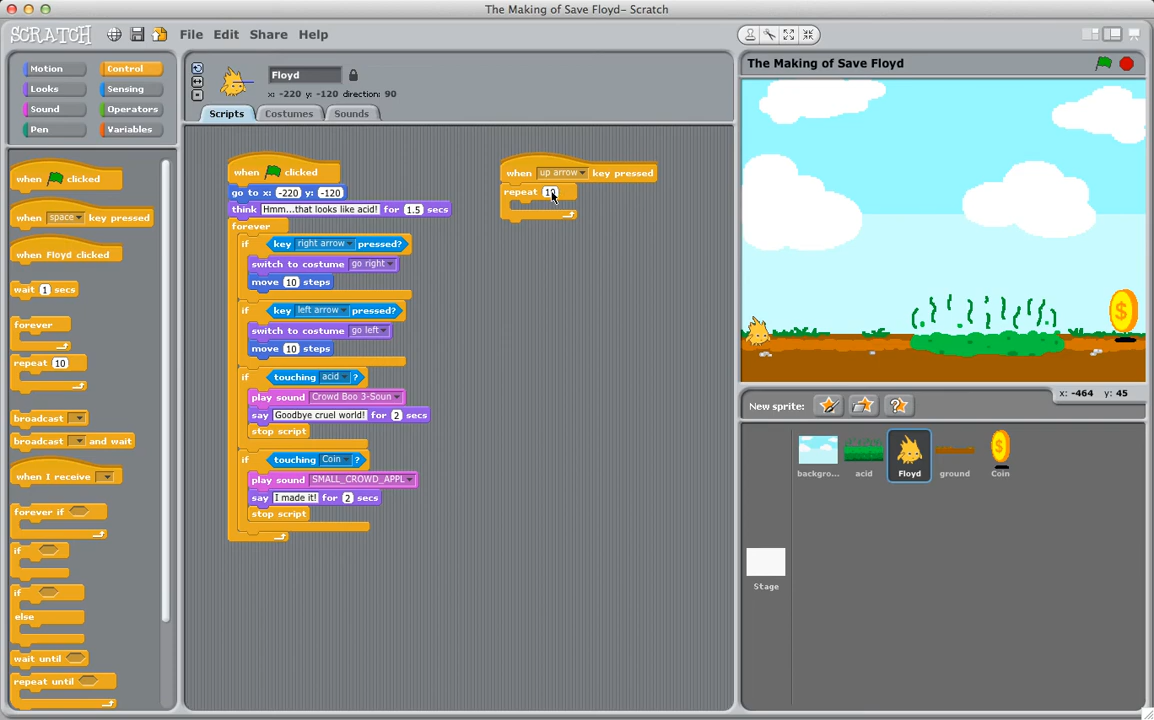 The Making of Save Floyd– Scratch
SCRATCH File Edit Share Help
Motion Control
Looks Sensing
Sound Operators
Pen Variables
when clicked
when space key pressed
when Floyd clicked
wait 1 secs
forever
repeat 10
broadcast
broadcast and wait
when I receive
forever if
if
if
else
wait until
repeat until
Floyd
x: -220 y: -120 direction: 90
Scripts Costumes Sounds
when clicked
go to x: -220 y: -120
think Hmm...that looks like acid! for 1.5 secs
forever
if key right arrow pressed?
switch to costume go right
move 10 steps
if key left arrow pressed?
switch to costume go left
move 10 steps
if touching acid ?
play sound Crowd Boo 3-Soun
say Goodbye cruel world! for 2 secs
stop script
if touching Coin ?
play sound SMALL_CROWD_APPL
say I made it! for 2 secs
stop script
when up arrow key pressed
repeat 10
The Making of Save Floyd
$
x: -464 y: 45
New sprite:
backgro... acid Floyd ground Coin
Stage